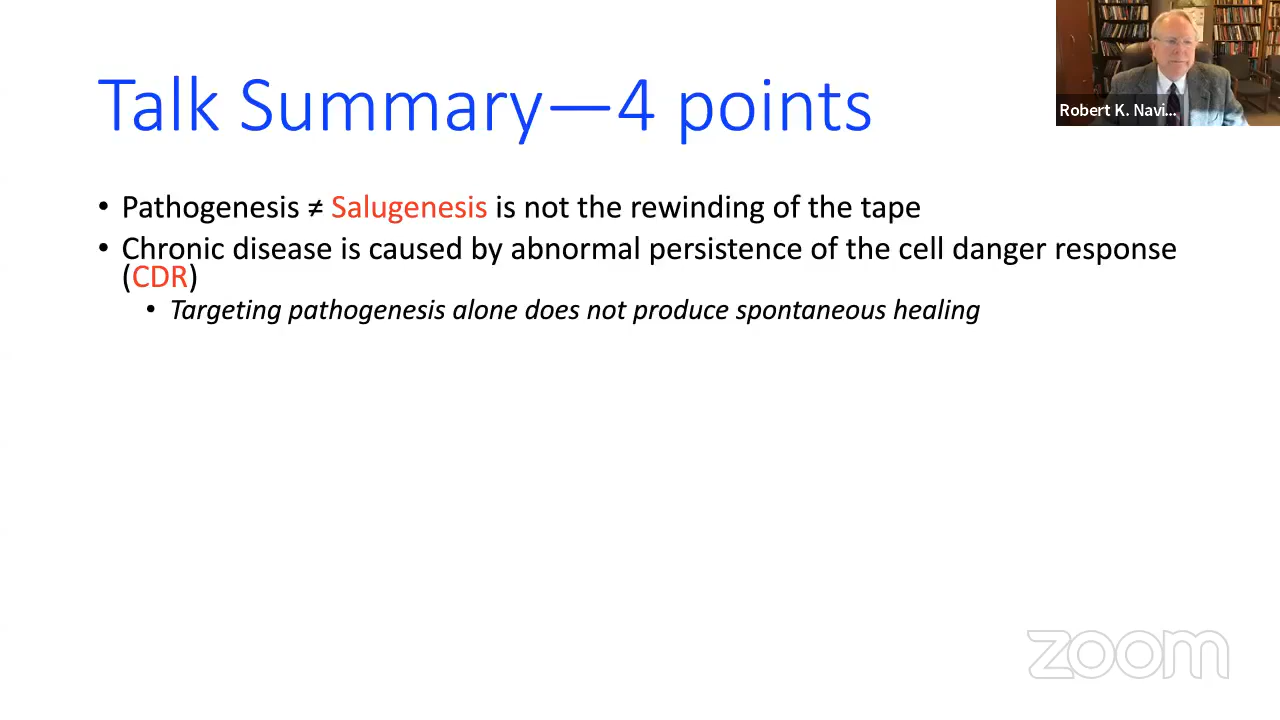 Talk Summary—4 points
Robert K. Navi...
• Pathogenesis ≠ Salugenesis is not the rewinding of the tape
• Chronic disease is caused by abnormal persistence of the cell danger response
(CDR)
• Targeting pathogenesis alone does not produce spontaneous healing
zoom